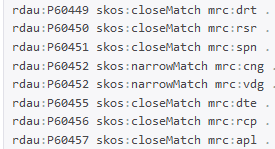 rdau:P60449 skos:closeMatch mrc:drt .
rdau:P60450 skos:closeMatch mrc:rsr .
rdau:P60451 skos:closeMatch mrc:spn .
rdau:P60452 skos:narrowMatch mrc:cng .
rdau:P60452 skos:narrowMatch mrc:vdg .
rdau:P60455 skos:closeMatch mrc:dte .
rdau:P60456 skos:closeMatch mrc:rcp .
rdau:P60457 skos:closeMatch mrc:apl .